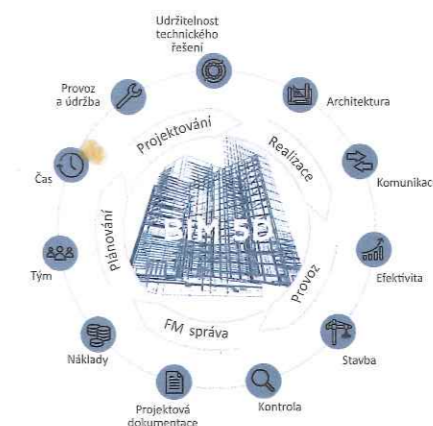 Udržitelnost
technického
řešení
Architektura
Komunikace
Efektivita
Stavba
Kontrola
Projektová
dokumentace
Náklady
Tým
Čas
Provoz
a údržba
Projektování
Realizace
Provoz
FM správa
Plánování
BIM 5D